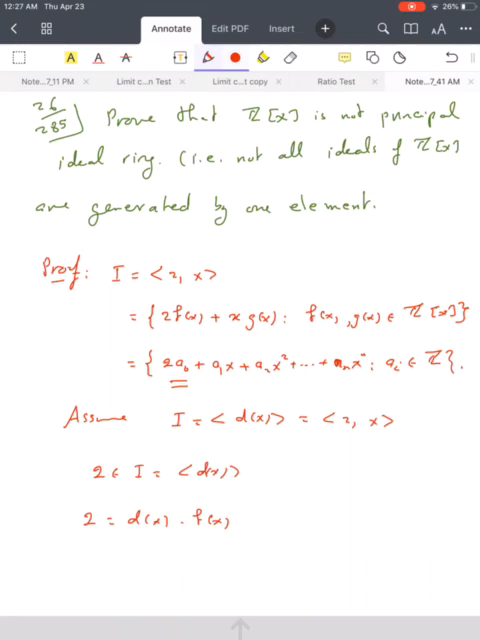 12:27 AM Thu Apr 23
26%
Annotate
Edit PDF
Insert
Note...7_11 PM
Limit c...n Test
Limit c...t copy
Ratio Test
Note...7_41 AM
26/285) Prove that ℤ[x] is not principal
ideal ring. (i.e. not all ideals of ℤ[x]
are generated by one element.
Proof: I = < 2, x >
= { 2f(x) + x g(x) : f(x), g(x) ∈ ℤ[x] }
= { 2a₀ + a₁x + a₂x² + ··· + aₙxⁿ : aᵢ ∈ ℤ }.
Assume I = < d(x) > = < 2, x >
2 ∈ I = < d(x) >
2 = d(x) . f(x)